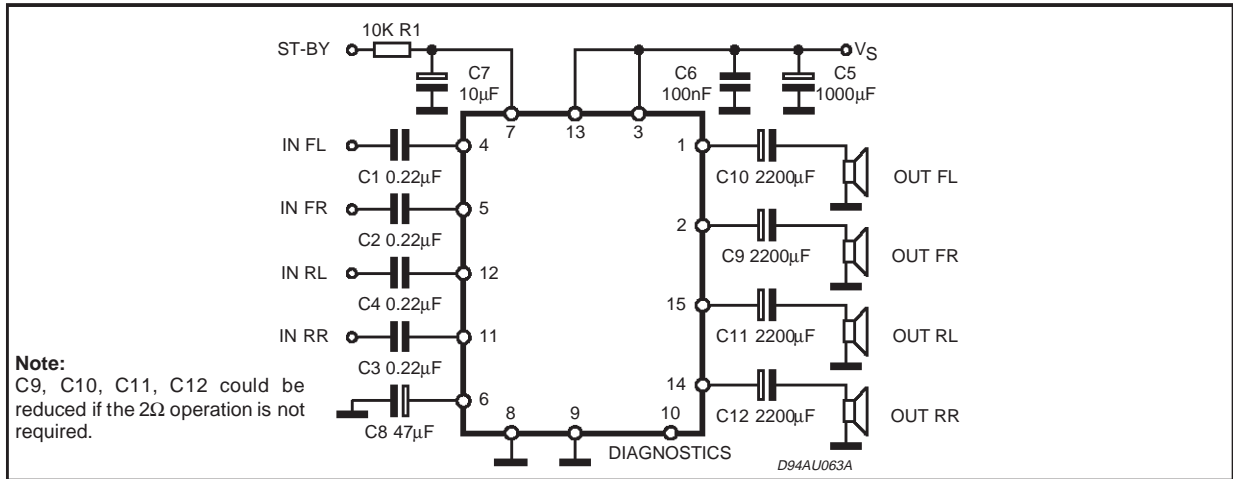 10K R1
ST-BY
VS
C7
10µF
C6
100nF
C5
1000µF
7
13
3
IN FL
4
C1 0.22µF
IN FR
5
C2 0.22µF
IN RL
12
C4 0.22µF
IN RR
11
C3 0.22µF
6
C8 47µF
8
9
10
DIAGNOSTICS
1
C10 2200µF
OUT FL
2
C9 2200µF
OUT FR
15
C11 2200µF
OUT RL
14
C12 2200µF
OUT RR
D94AU063A
Note:
C9, C10, C11, C12 could be
reduced if the 2Ω operation is not
required.